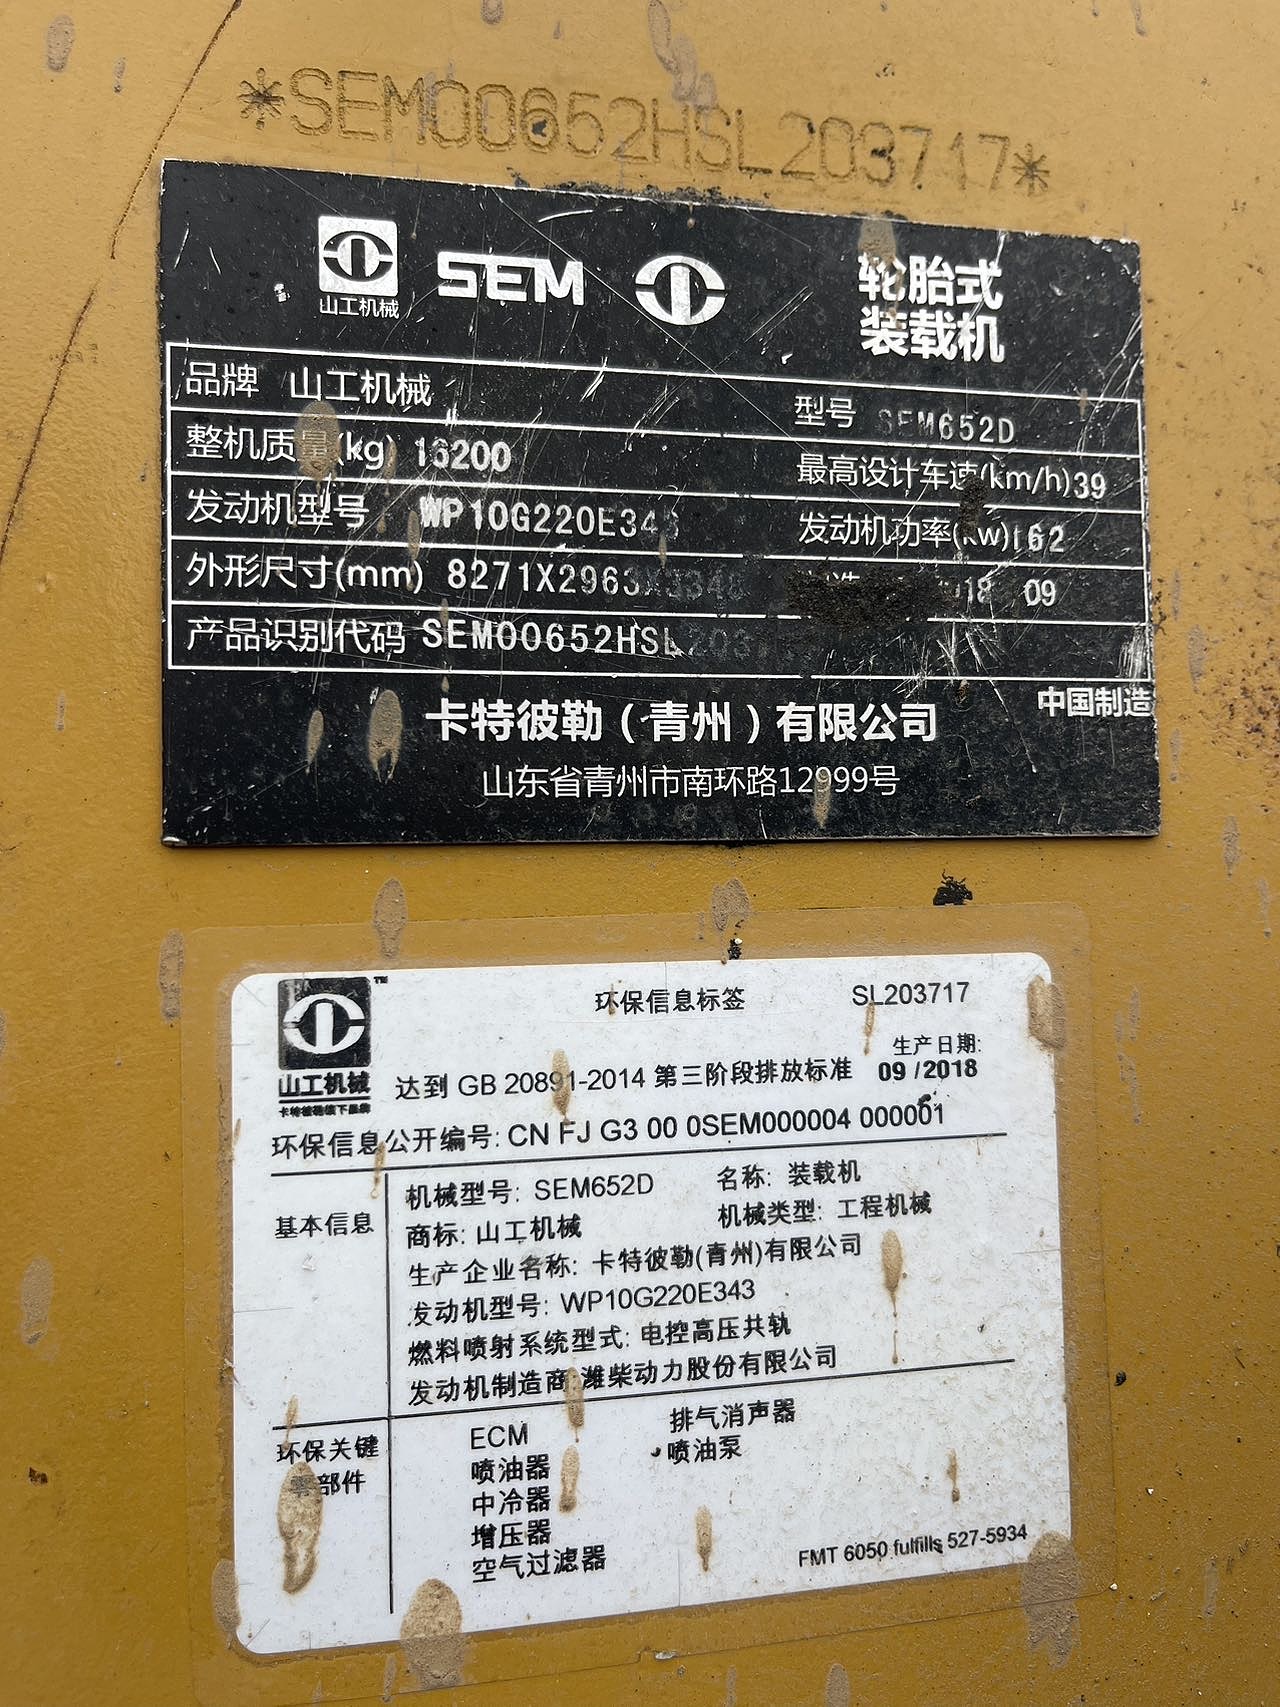 *SEM00652HSL203717*
山工机械 SEM
轮胎式
装载机
品牌 山工机械 型号 SEM652D
整机质量(kg) 16200 最高设计车速(km/h) 39
发动机型号 WP10G220E343 发动机功率(kw) 162
外形尺寸(mm) 8271X2963X334 09
产品识别代码 SEM00652HSL203
中国制造
卡特彼勒（青州）有限公司
山东省青州市南环路12999号
环保信息标签 SL203717
山工机械
卡特彼勒旗下品牌
生产日期:
达到 GB 20891-2014 第三阶段排放标准 09 /2018
环保信息公开编号: CN FJ G3 00 0SEM000004 000001
基本信息
机械型号: SEM652D 名称: 装载机
商标: 山工机械 机械类型: 工程机械
生产企业名称: 卡特彼勒(青州)有限公司
发动机型号: WP10G220E343
燃料喷射系统型式: 电控高压共轨
发动机制造商:潍柴动力股份有限公司
环保关键
零部件
ECM 排气消声器
喷油器 喷油泵
中冷器
增压器
空气过滤器
FMT 6050 fulfills 527-5934